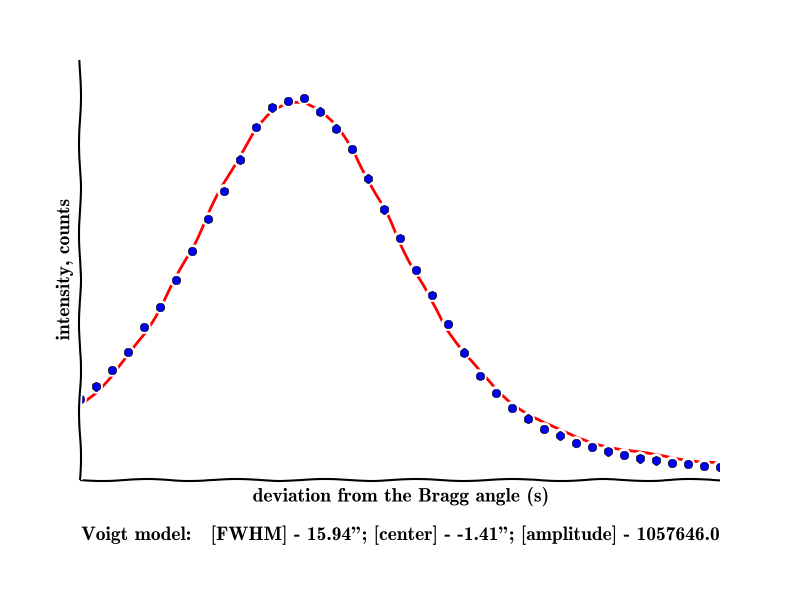 intensity, counts
deviation from the Bragg angle (s)
Voigt model: [FWHM] - 15.94”; [center] - -1.41”; [amplitude] - 1057646.0